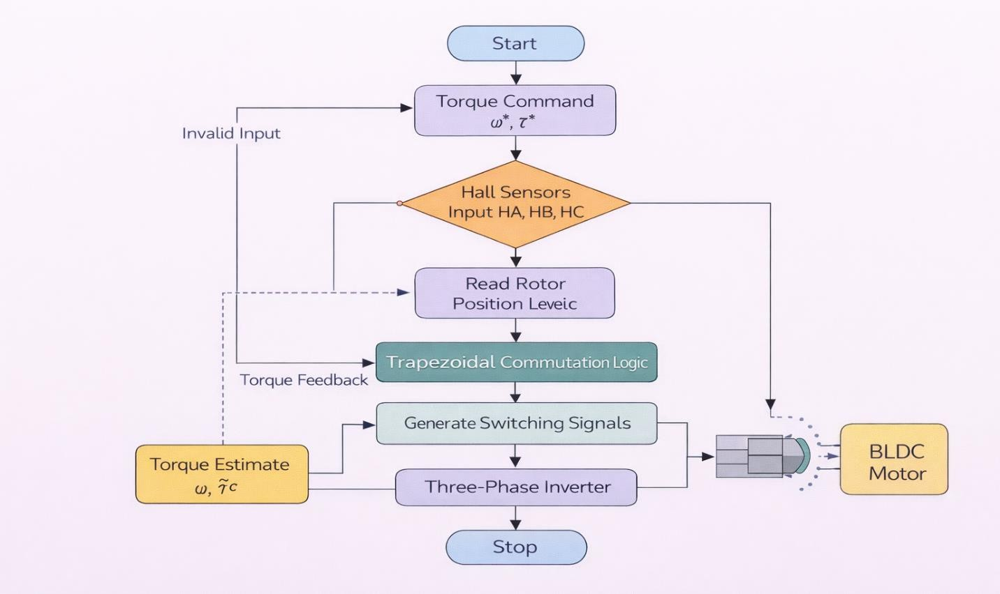 Start
Torque Command
ω*, τ*
Invalid Input
Hall Sensors
Input HA, HB, HC
Read Rotor
Position Leveic
Trapezoidal Commutation Logic
Torque Feedback
Generate Switching Signals
Torque Estimate
ω, τ̃c
Three-Phase Inverter
BLDC
Motor
Stop